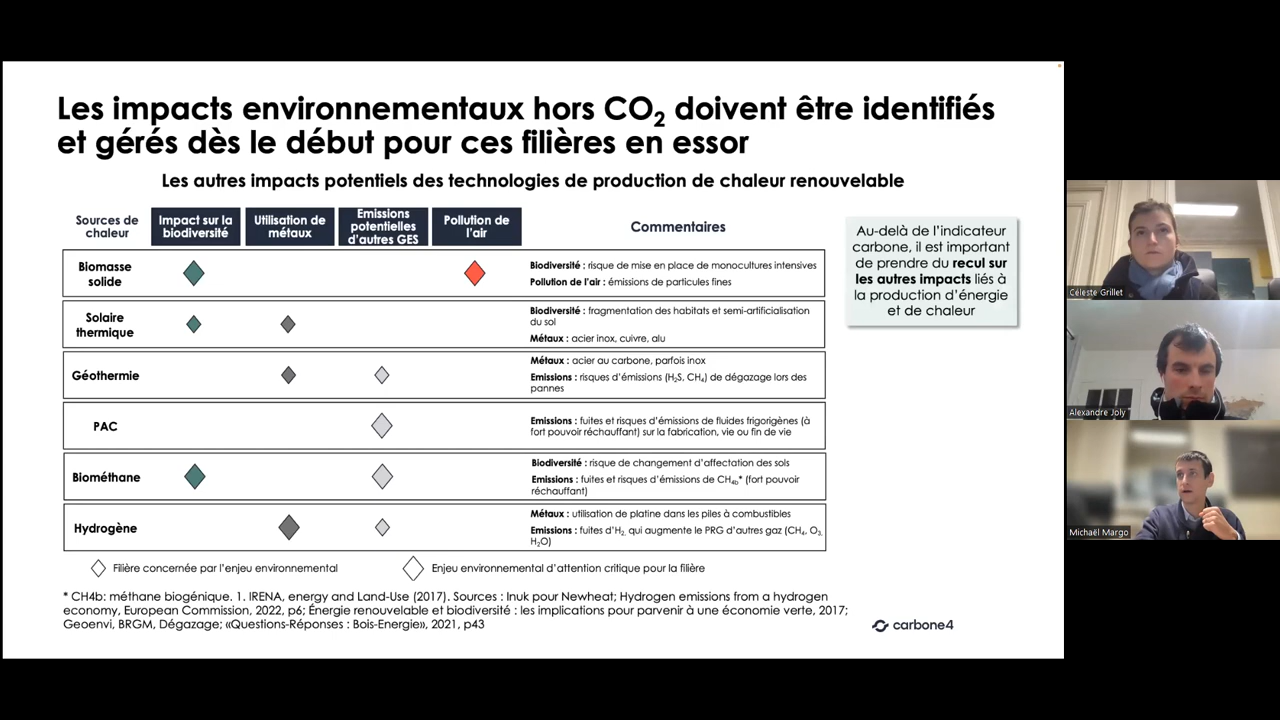 Les impacts environnementaux hors CO₂ doivent être identifiés
et gérés dès le début pour ces filières en essor
Les autres impacts potentiels des technologies de production de chaleur renouvelable
Sources de
chaleur
Impact sur la
biodiversité
Utilisation de
métaux
Emissions
potentielles
d'autres GES
Pollution de
l'air
Commentaires
Biomasse
solide
Biodiversité : risque de mise en place de monocultures intensives
Pollution de l'air : émissions de particules fines
Solaire
thermique
Biodiversité : fragmentation des habitats et semi-artificialisation
du sol
Métaux : acier inox, cuivre, alu
Géothermie
Métaux : acier au carbone, parfois inox
Emissions : risques d'émissions (H₂S, CH₄) de dégazage lors des
pannes
PAC
Emissions : fuites et risques d'émissions de fluides frigorigènes (à
fort pouvoir réchauffant) sur la fabrication, vie ou fin de vie
Biométhane
Biodiversité : risque de changement d'affectation des sols
Emissions : fuites et risques d'émissions de CH₄b* (fort pouvoir
réchauffant)
Hydrogène
Métaux : utilisation de platine dans les piles à combustibles
Emissions : fuites d'H₂, qui augmente le PRG d'autres gaz (CH₄, O₃,
H₂O)
Filière concernée par l'enjeu environnemental
Enjeu environnemental d'attention critique pour la filière
* CH4b: méthane biogénique. 1. IRENA, energy and Land-Use (2017). Sources : Inuk pour Newheat; Hydrogen emissions from a hydrogen
economy, European Commission, 2022, p6; Énergie renouvelable et biodiversité : les implications pour parvenir à une économie verte, 2017;
Geoenvi, BRGM, Dégazage; «Questions-Réponses : Bois-Energie», 2021, p43
carbone4
Au-delà de l'indicateur
carbone, il est important
de prendre du recul sur
les autres impacts liés à
la production d'énergie
et de chaleur
Céleste Grillet
Alexandre Joly
Michaël Margo